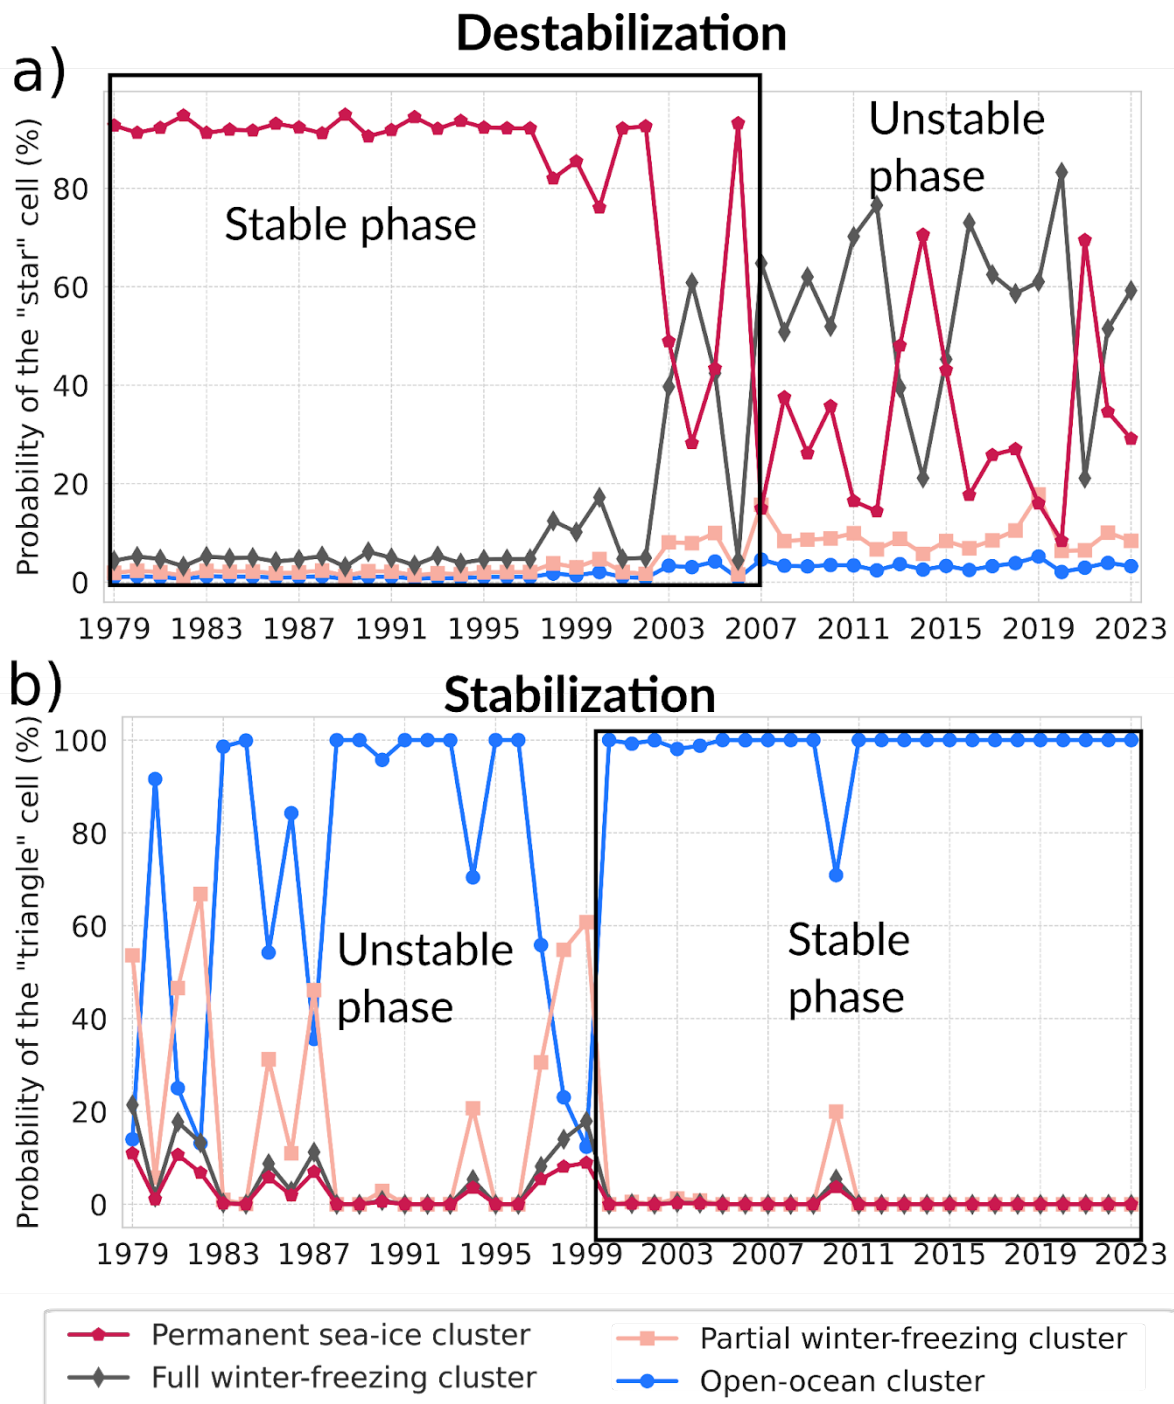 Destabilization
a)
Probability of the "star" cell (%)
Unstable
phase
Stable phase
80
60
40
20
0
1979 1983 1987 1991 1995 1999 2003 2007 2011 2015 2019 2023
b)
Stabilization
Probability of the "triangle" cell (%)
100
80
60
40
20
0
Unstable
phase
Stable
phase
1979 1983 1987 1991 1995 1999 2003 2007 2011 2015 2019 2023
Permanent sea-ice cluster
Full winter-freezing cluster
Partial winter-freezing cluster
Open-ocean cluster